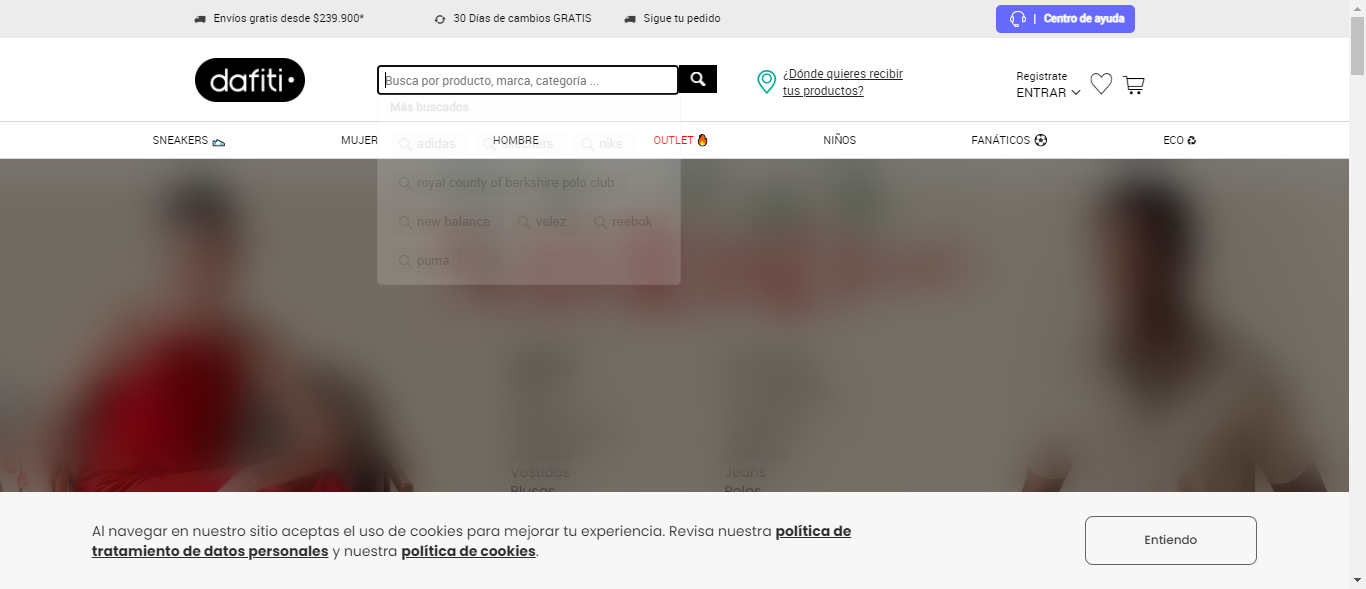 Envíos gratis desde $239.900*
30 Días de cambios GRATIS
Sigue tu pedido
| Centro de ayuda
dafiti
Busca por producto, marca, categoría ...
¿Dónde quieres recibir
tus productos?
Registrate
ENTRAR
Más buscados
SNEAKERS
MUJER
HOMBRE
OUTLET
NIÑOS
FANÁTICOS
ECO
adidas
skechers
nike
royal county of berkshire polo club
new balance
velez
reebok
puma
Vestidos
Jeans
Blusas
Polos
Al navegar en nuestro sitio aceptas el uso de cookies para mejorar tu experiencia. Revisa nuestra política de
tratamiento de datos personales y nuestra política de cookies.
Entiendo